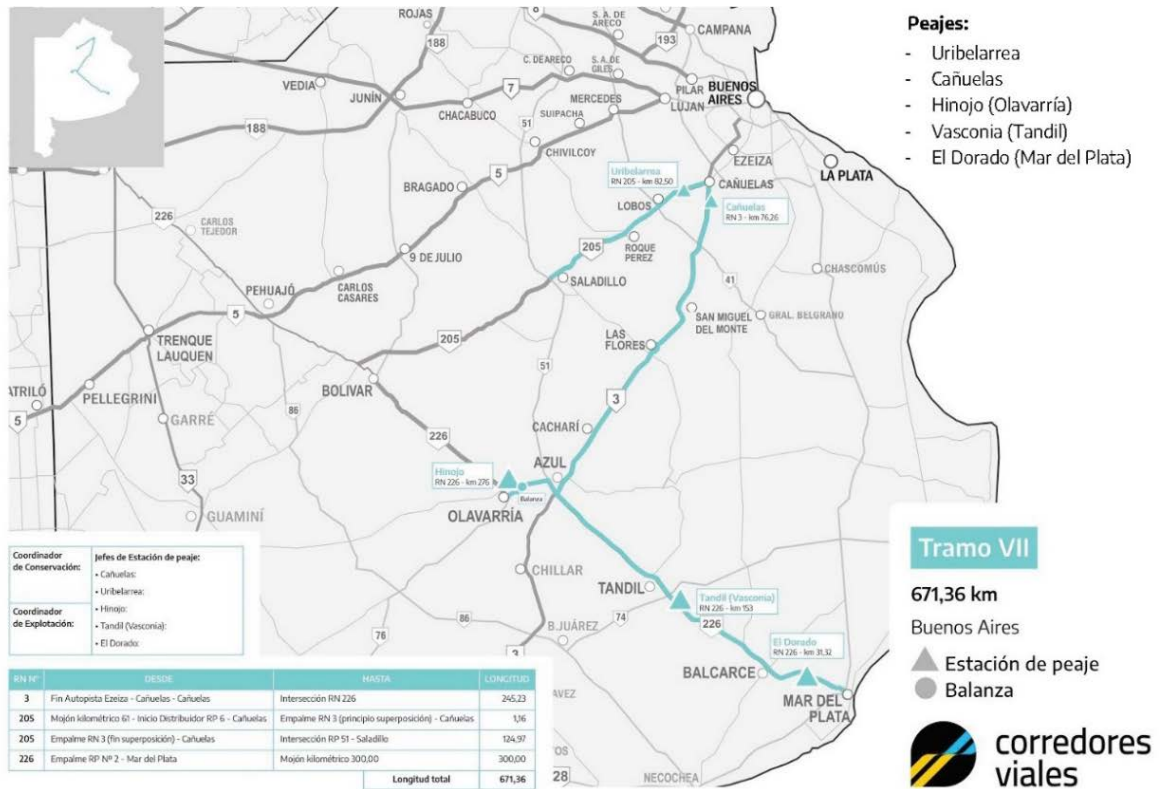 Peajes:
- Uribelarrea
- Cañuelas
- Hinojo (Olavarría)
- Vasconia (Tandil)
- El Dorado (Mar del Plata)
ROJAS
188
8
S. A. DE ARECO
193
CAMPANA
C. DE ARECO
S. A. DE GILES
VEDIA
JUNÍN
7
PILAR
BUENOS AIRES
CHACABUCO
MERCEDES
LUJAN
51
SUIPACHA
188
CHIVILCOY
EZEIZA
LA PLATA
5
BRAGADO
Uribelarrea
RN 205 - km 82,50
CAÑUELAS
LOBOS
Cañuelas
RN 3 - km 76,26
226
CARLOS TEJEDOR
205
ROQUE PEREZ
9 DE JULIO
CHASCOMÚS
PEHUAJÓ
CARLOS CASARES
SALADILLO
41
5
SAN MIGUEL DEL MONTE
GRAL. BELGRANO
TRENQUE LAUQUEN
205
LAS FLORES
51
ATRILÓ
PELLEGRINI
BOLIVAR
5
GARRÉ
86
3
226
CACHARÍ
33
Hinojo
RN 226 - km 276
AZUL
Balanza
GUAMINÍ
OLAVARRÍA
CHILLAR
TANDIL
Tandil (Vasconia)
RN 226 - km 153
86
74
226
76
B. JUÁREZ
El Dorado
RN 226 - km 31,32
3
BALCARCE
MAR DEL PLATA
AVEZ
OS
28
NECOCHEA
Coordinador de Conservación:
Jefes de Estación de peaje:
• Cañuelas:
• Uribelarrea:
Coordinador de Explotación:
• Hinojo:
• Tandil (Vasconia):
• El Dorado:
RN N° DESDE HASTA LONGITUD
3 Fin Autopista Ezeiza - Cañuelas - Cañuelas Intersección RN 226 245,23
205 Mojón kilométrico 61 - Inicio Distribuidor RP 6 - Cañuelas Empalme RN 3 (principio superposición) - Cañuelas 1,16
205 Empalme RN 3 (fin superposición) - Cañuelas Intersección RP 51 - Saladillo 124,97
226 Empalme RP Nº 2 - Mar del Plata Mojón kilométrico 300,00 300,00
Longitud total 671,36
Tramo VII
671,36 km
Buenos Aires
Estación de peaje
Balanza
corredores
viales